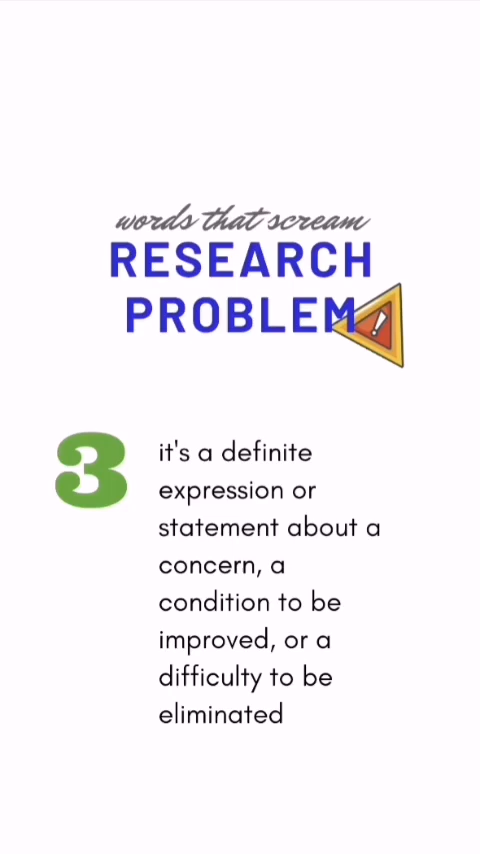 words that scream
RESEARCH
PROBLEM
!
3
it's a definite
expression or
statement about a
concern, a
condition to be
improved, or a
difficulty to be
eliminated